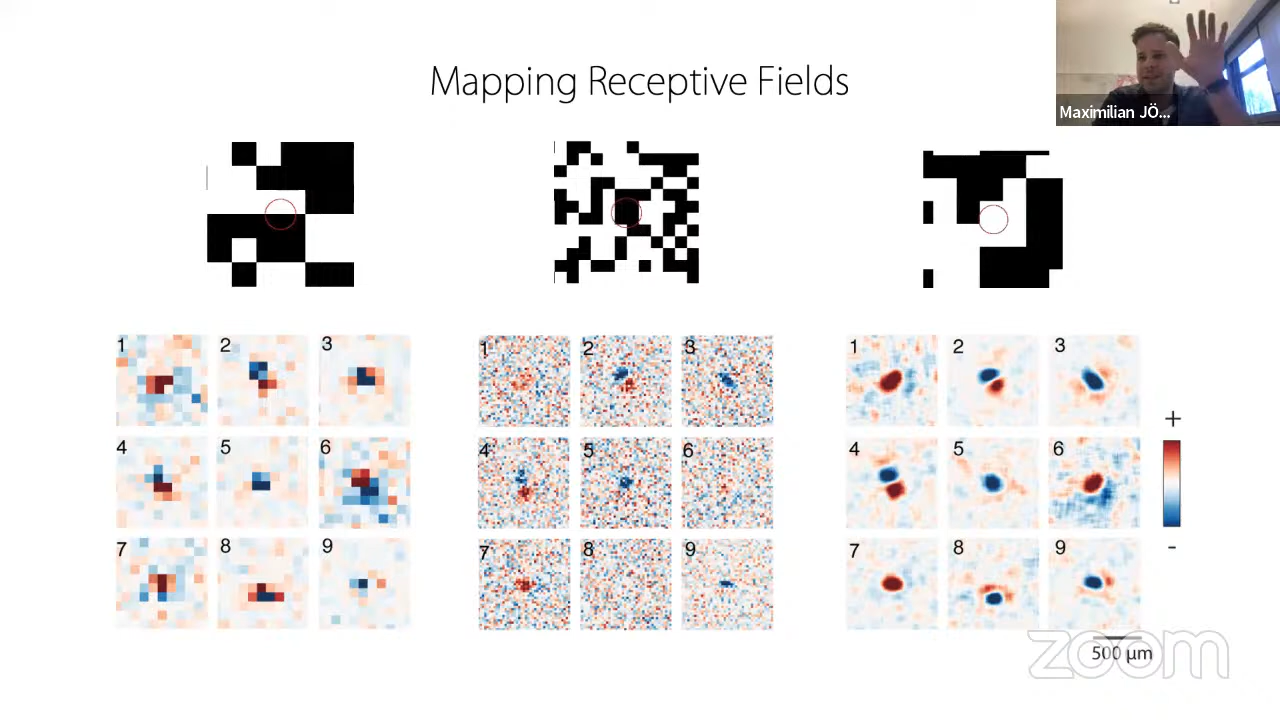 Mapping Receptive Fields
Maximilian JÖ...
1 2 3
4 5 6
7 8 9
1 2 3
4 5 6
7 8 9
1 2 3
4 5 6
7 8 9
+
-
zoom
500 µm